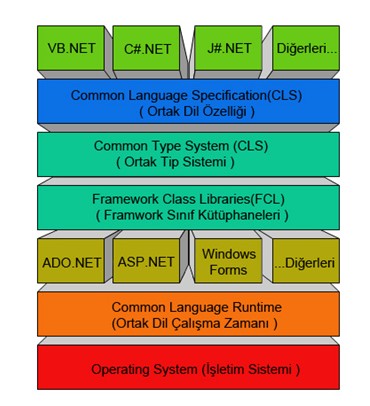 VB.NET C#.NET J#.NET Diğerleri...
Common Language Specification(CLS)
( Ortak Dil Özelliği )
Common Type System (CLS)
( Ortak Tip Sistemi )
Framework Class Libraries(FCL)
( Framwork Sınıf Kütüphaneleri )
ADO.NET ASP.NET Windows Forms ...Diğerleri
Common Language Runtime
(Ortak Dil Çalışma Zamanı )
Operating System (İşletim Sistemi )